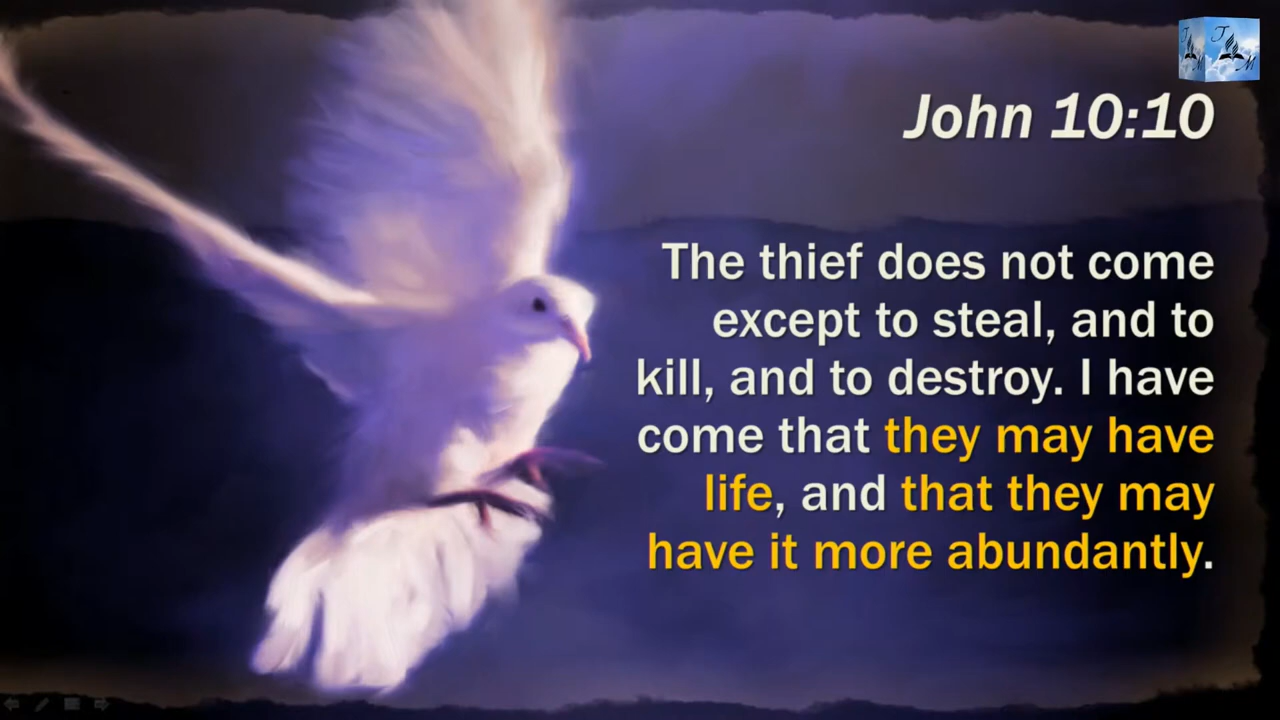 T M
T M
John 10:10
The thief does not come
except to steal, and to
kill, and to destroy. I have
come that they may have
life, and that they may
have it more abundantly.